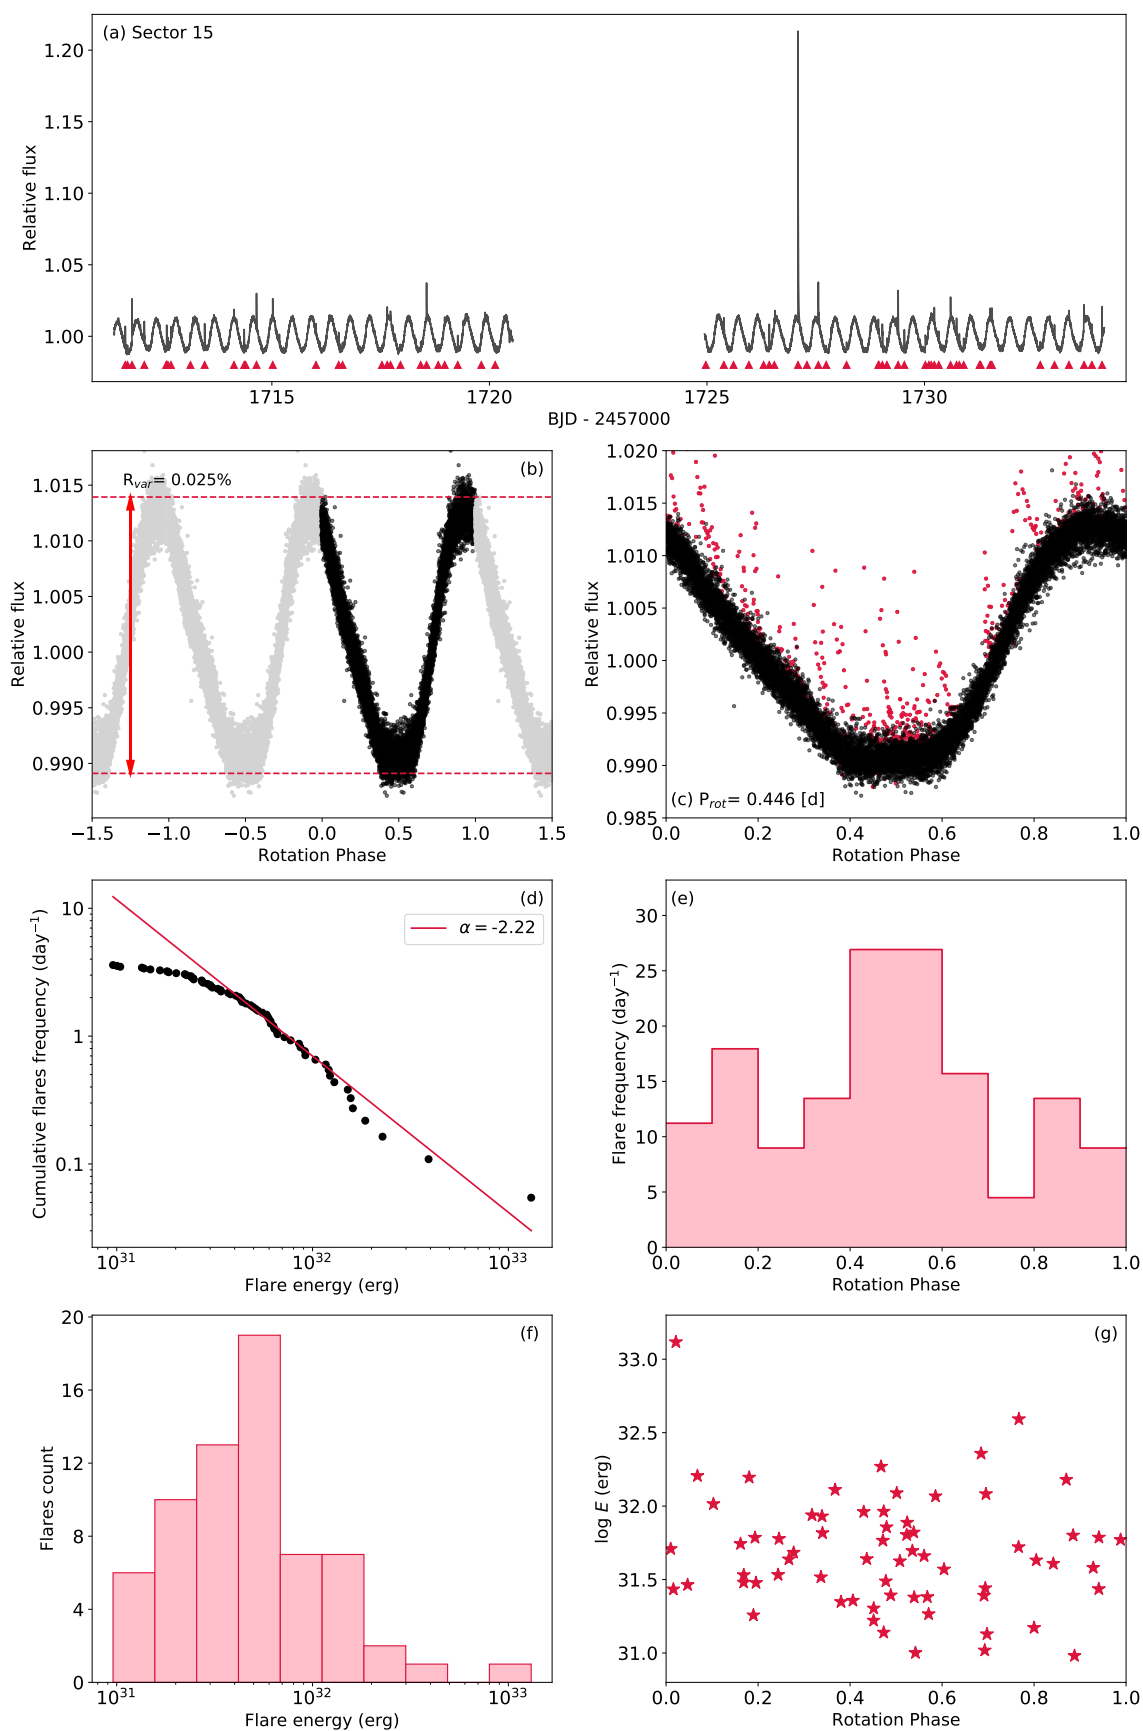 (a) Sector 15
1.20
1.15
1.10
1.05
1.00
Relative flux
1715 1720 1725 1730
BJD - 2457000
R_var= 0.025%
(b)
1.015
1.010
1.005
1.000
0.995
0.990
Relative flux
−1.5 −1.0 −0.5 0.0 0.5 1.0 1.5
Rotation Phase
1.020
1.015
1.010
1.005
1.000
0.995
0.990
0.985
Relative flux
(c) P_rot= 0.446 [d]
0.0 0.2 0.4 0.6 0.8 1.0
Rotation Phase
(d)
α = -2.22
10
1
0.1
Cumulative flares frequency (day⁻¹)
10³¹ 10³² 10³³
Flare energy (erg)
(e)
30
25
20
15
10
5
0
Flare frequency (day⁻¹)
0.0 0.2 0.4 0.6 0.8 1.0
Rotation Phase
(f)
20
16
12
8
4
0
Flares count
10³¹ 10³² 10³³
Flare energy (erg)
(g)
33.0
32.5
32.0
31.5
31.0
log E (erg)
0.0 0.2 0.4 0.6 0.8 1.0
Rotation Phase